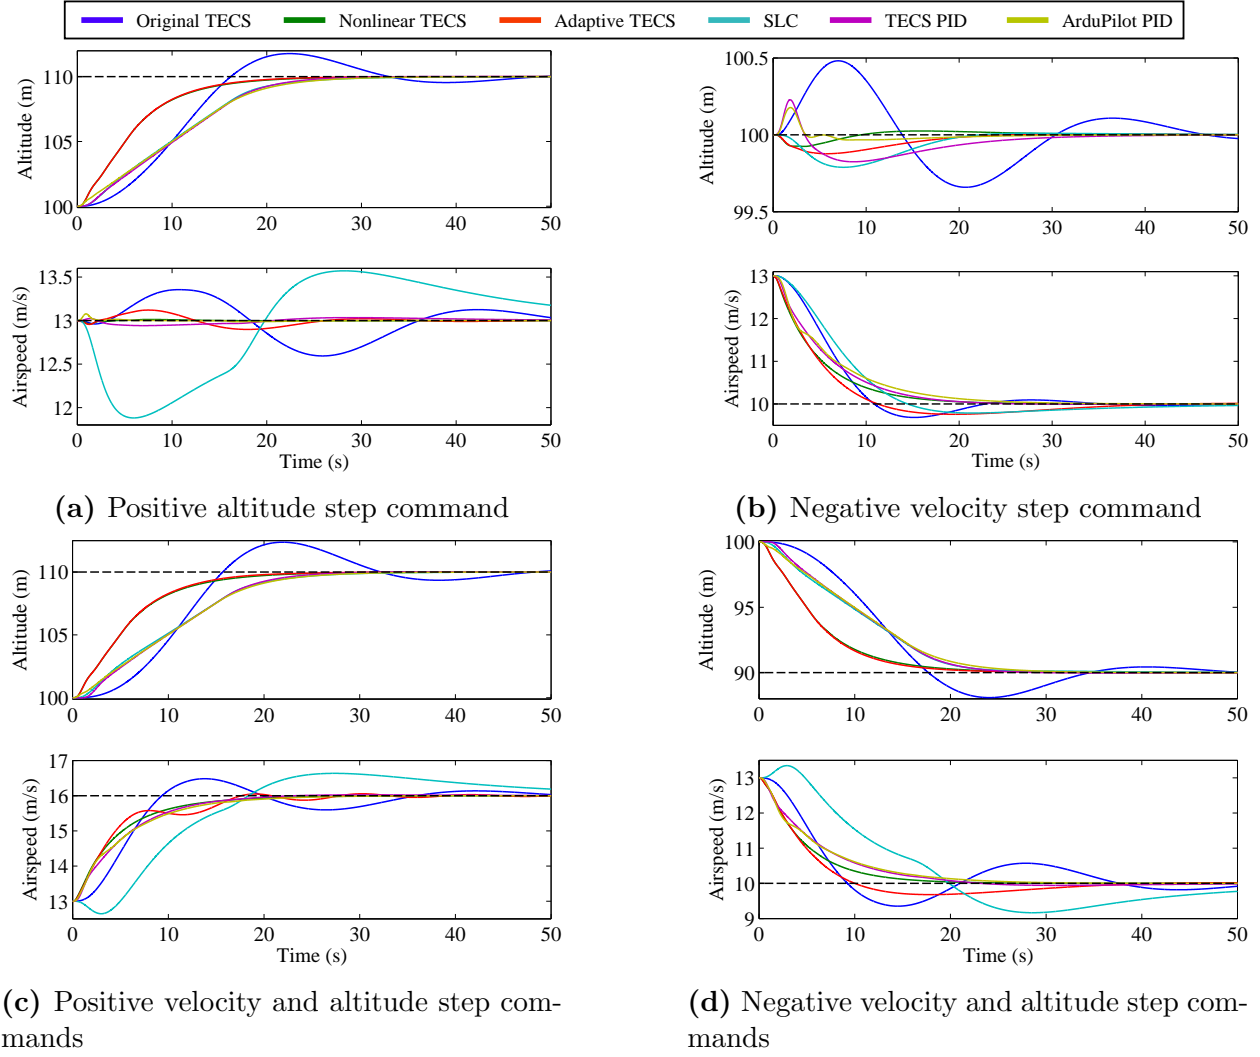 Original TECS Nonlinear TECS Adaptive TECS SLC TECS PID ArduPilot PID
110
105
100
Altitude (m)
0 10 20 30 40 50
13.5
13
12.5
12
Airspeed (m/s)
0 10 20 30 40 50
Time (s)
(a) Positive altitude step command
100.5
100
99.5
Altitude (m)
0 10 20 30 40 50
13
12
11
10
Airspeed (m/s)
0 10 20 30 40 50
Time (s)
(b) Negative velocity step command
110
105
100
Altitude (m)
0 10 20 30 40 50
17
16
15
14
13
Airspeed (m/s)
0 10 20 30 40 50
Time (s)
(c) Positive velocity and altitude step com-
mands
100
95
90
Altitude (m)
0 10 20 30 40 50
13
12
11
10
9
Airspeed (m/s)
0 10 20 30 40 50
Time (s)
(d) Negative velocity and altitude step com-
mands